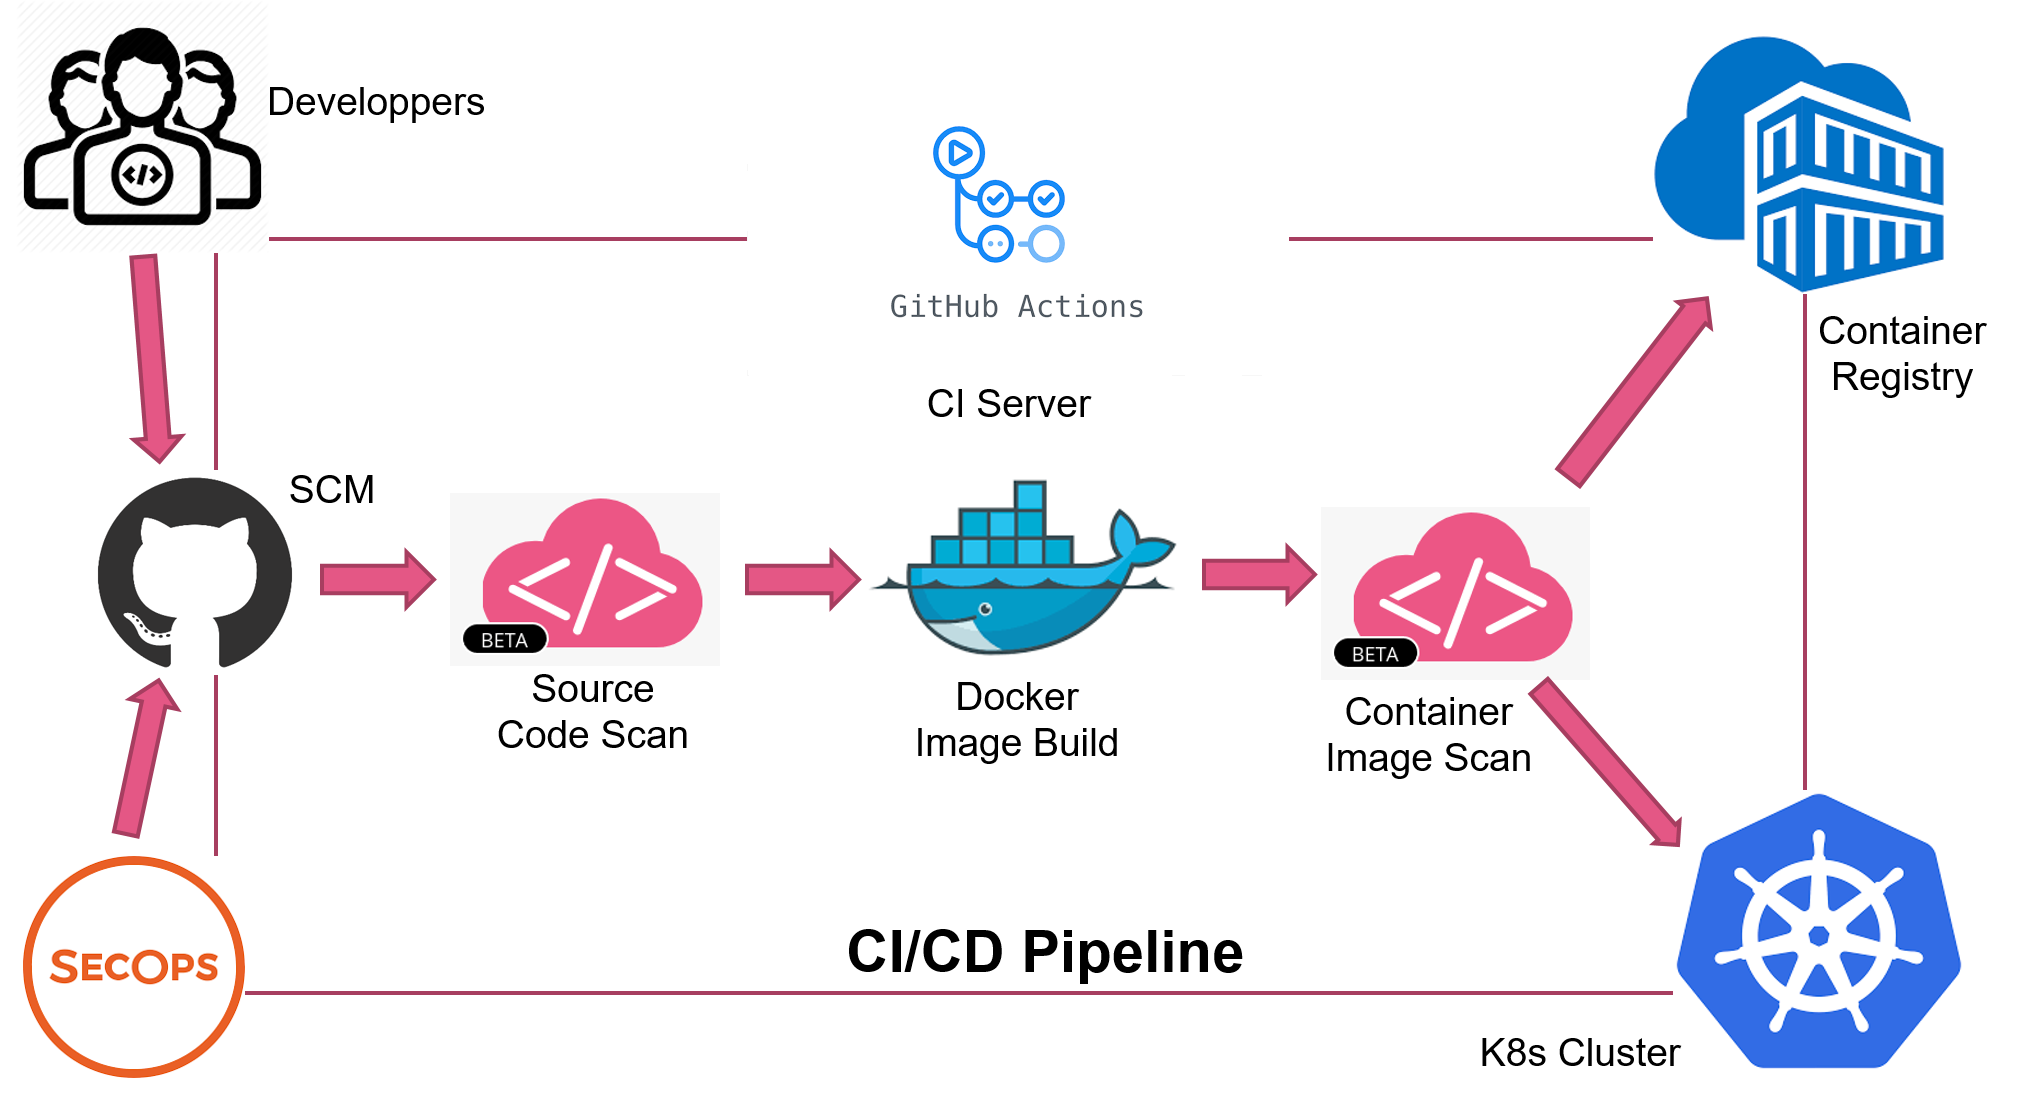 Developpers
GitHub Actions
CI Server
Container
Registry
SCM
BETA
Source
Code Scan
Docker
Image Build
BETA
Container
Image Scan
SECOPS
CI/CD Pipeline
K8s Cluster